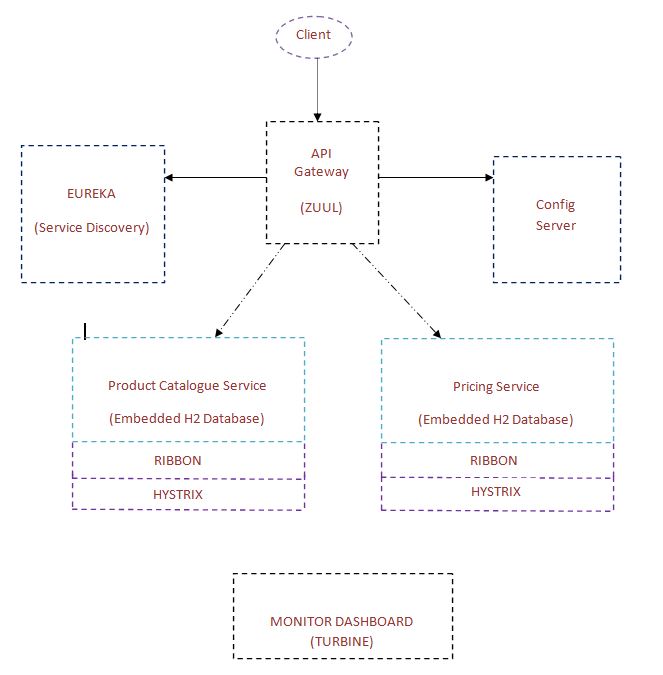 Client
API
Gateway
(ZUUL)
EUREKA
(Service Discovery)
Config
Server
Product Catalogue Service
(Embedded H2 Database)
RIBBON
HYSTRIX
Pricing Service
(Embedded H2 Database)
RIBBON
HYSTRIX
MONITOR DASHBOARD
(TURBINE)